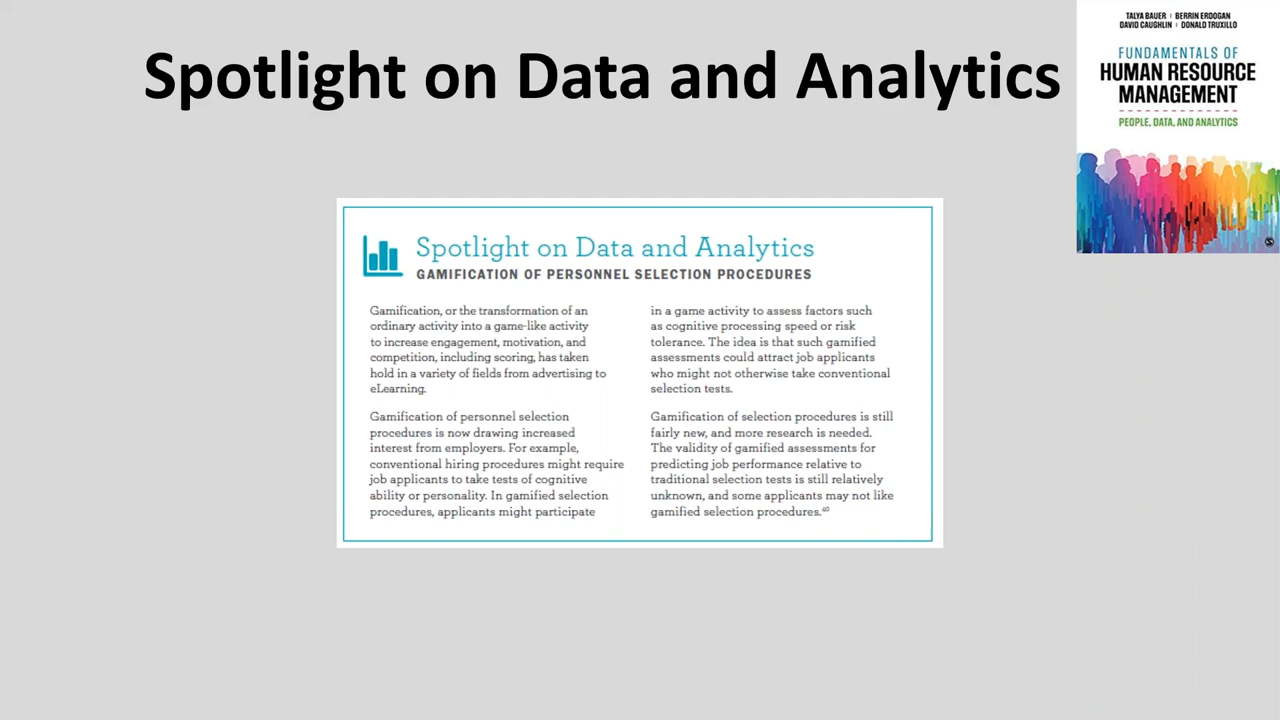 Spotlight on Data and Analytics
TALYA BAUER | BERRIN ERDOGAN
DAVID CAUGHLIN | DONALD TRUXILLO
FUNDAMENTALS OF
HUMAN RESOURCE
MANAGEMENT
PEOPLE, DATA, AND ANALYTICS
Spotlight on Data and Analytics
GAMIFICATION OF PERSONNEL SELECTION PROCEDURES
Gamification, or the transformation of an
ordinary activity into a game-like activity
to increase engagement, motivation, and
competition, including scoring, has taken
hold in a variety of fields from advertising to
eLearning.
Gamification of personnel selection
procedures is now drawing increased
interest from employers. For example,
conventional hiring procedures might require
job applicants to take tests of cognitive
ability or personality. In gamified selection
procedures, applicants might participate
in a game activity to assess factors such
as cognitive processing speed or risk
tolerance. The idea is that such gamified
assessments could attract job applicants
who might not otherwise take conventional
selection tests.
Gamification of selection procedures is still
fairly new, and more research is needed.
The validity of gamified assessments for
predicting job performance relative to
traditional selection tests is still relatively
unknown, and some applicants may not like
gamified selection procedures.⁴⁰